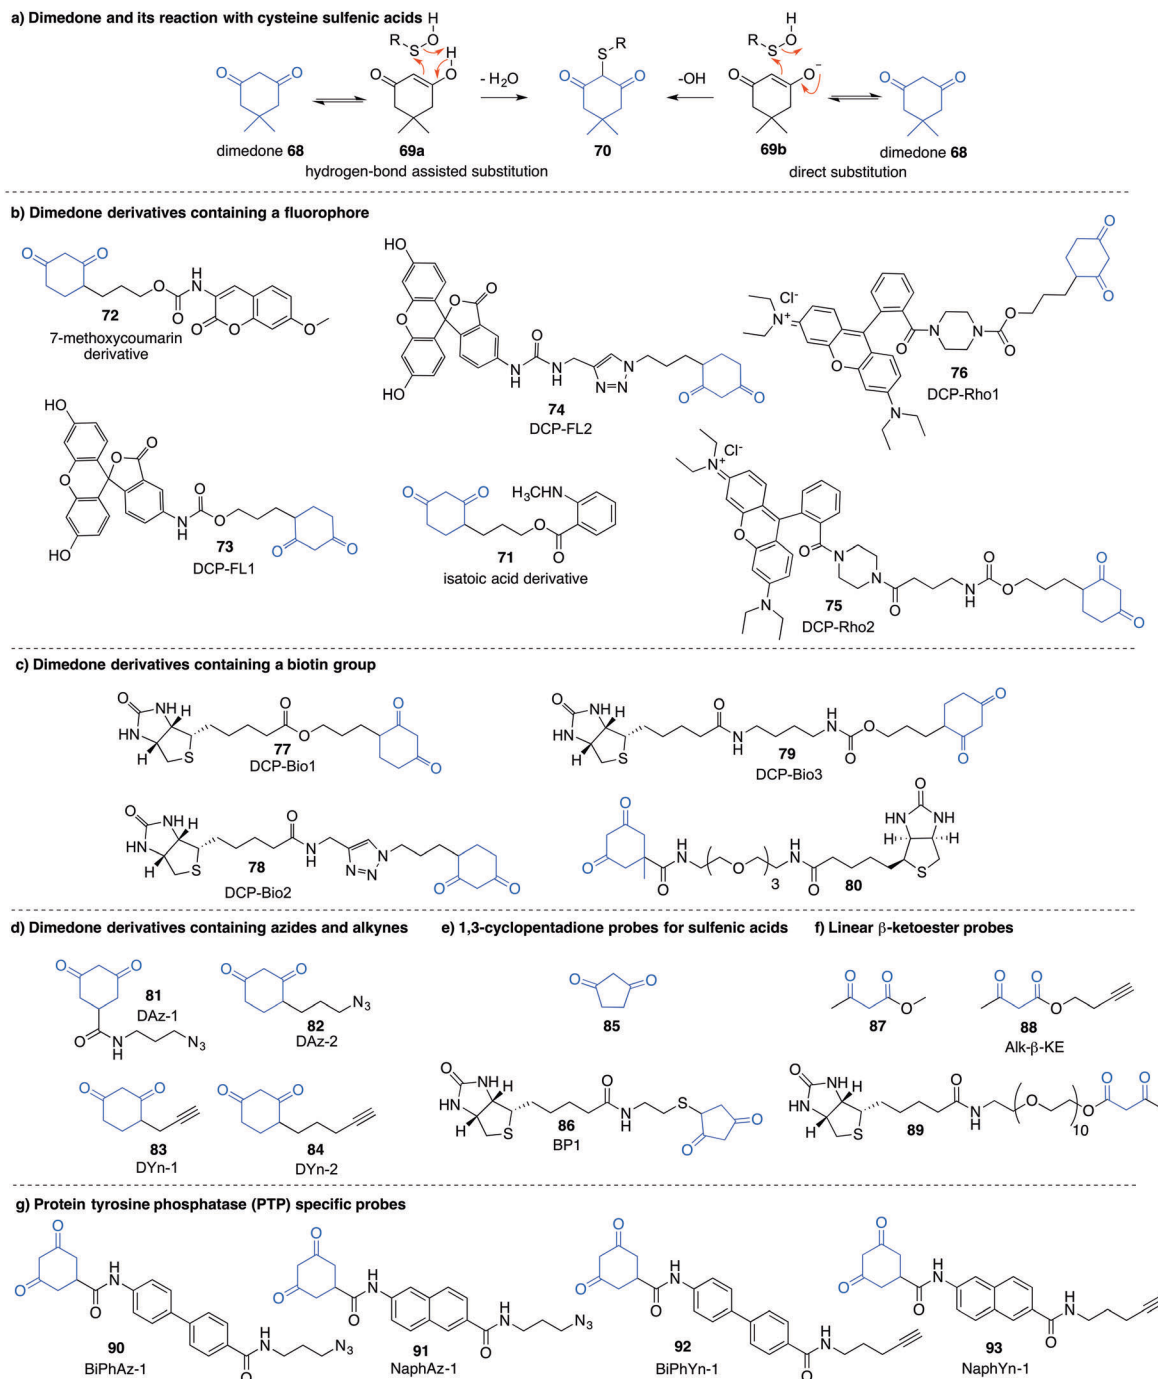 a) Dimedone and its reaction with cysteine sulfenic acids
dimedone 68
69a
hydrogen-bond assisted substitution
- H2O
70
-OH
69b
direct substitution
dimedone 68
b) Dimedone derivatives containing a fluorophore
72
7-methoxycoumarin
derivative
74
DCP-FL2
76
DCP-Rho1
73
DCP-FL1
71
isatoic acid derivative
75
DCP-Rho2
c) Dimedone derivatives containing a biotin group
77
DCP-Bio1
79
DCP-Bio3
78
DCP-Bio2
80
d) Dimedone derivatives containing azides and alkynes
81
DAz-1
82
DAz-2
83
DYn-1
84
DYn-2
e) 1,3-cyclopentadione probes for sulfenic acids
85
86
BP1
f) Linear β-ketoester probes
87
88
Alk-β-KE
89
g) Protein tyrosine phosphatase (PTP) specific probes
90
BiPhAz-1
91
NaphAz-1
92
BiPhYn-1
93
NaphYn-1